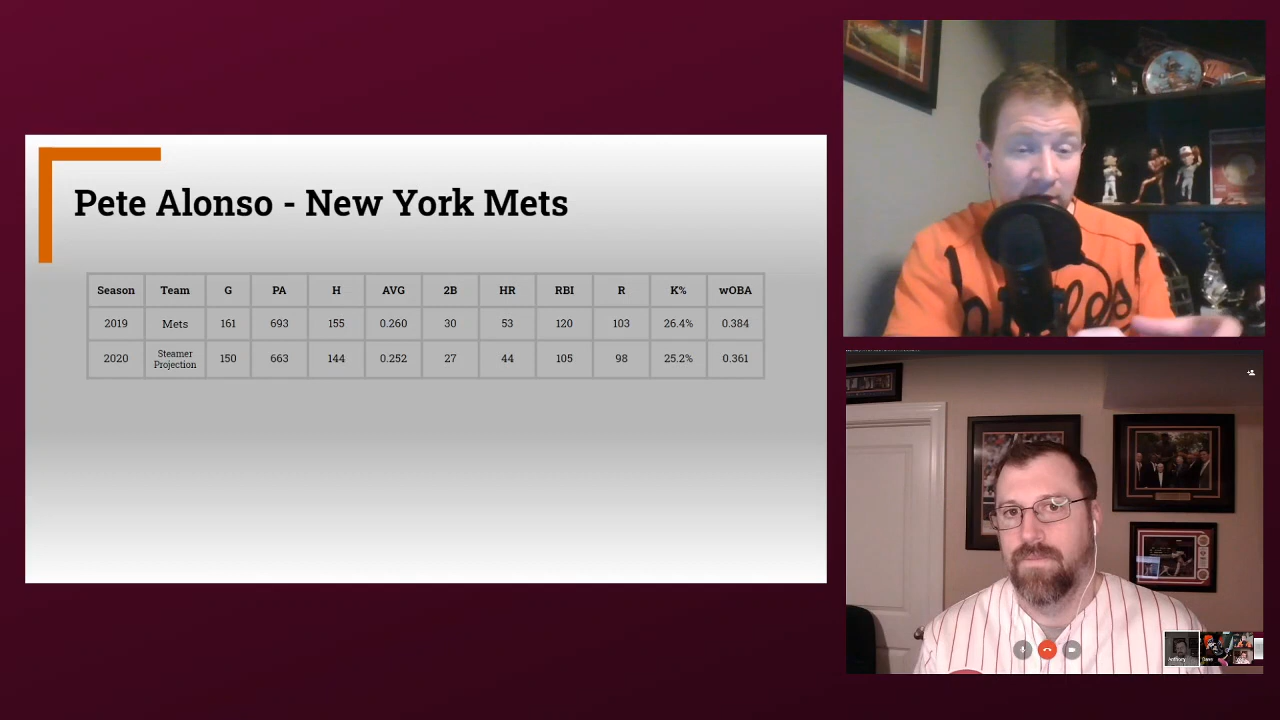 Pete Alonso - New York Mets
Season Team G PA H AVG 2B HR RBI R K% wOBA
2019 Mets 161 693 155 0.260 30 53 120 103 26.4% 0.384
2020 Steamer Projection 150 663 144 0.252 27 44 105 98 25.2% 0.361
Anthony
Dave